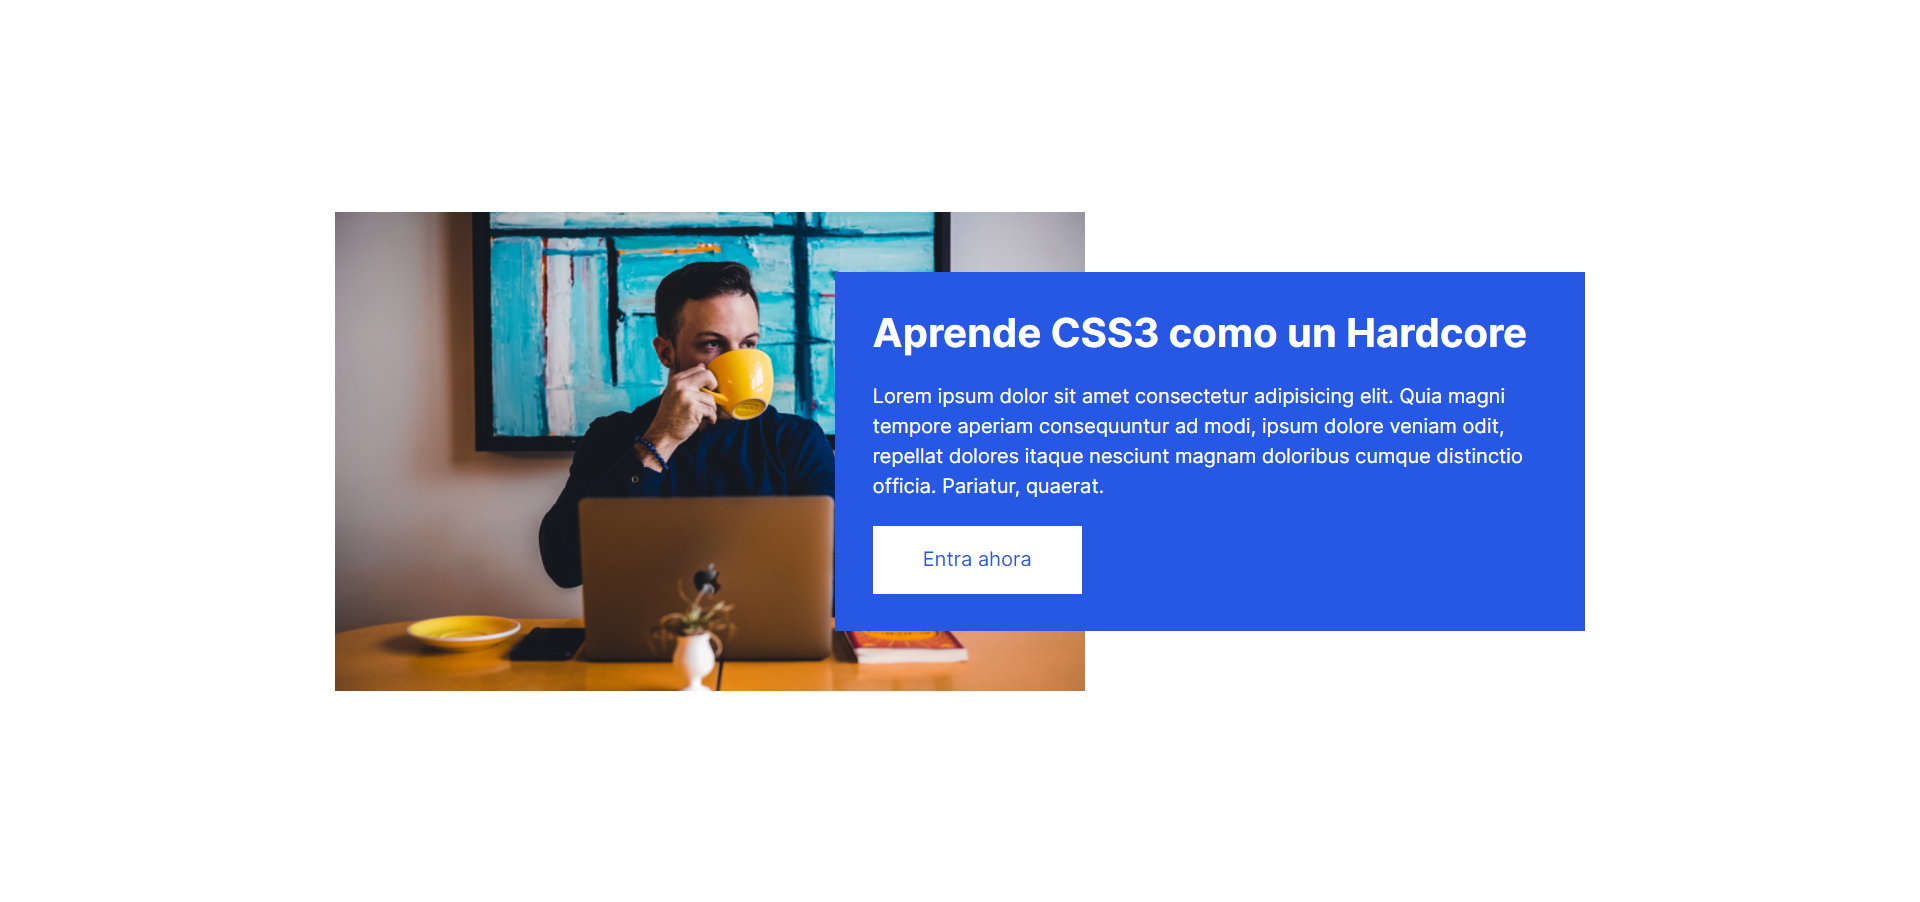 Aprende CSS3 como un Hardcore
Lorem ipsum dolor sit amet consectetur adipisicing elit. Quia magni
tempore aperiam consequuntur ad modi, ipsum dolore veniam odit,
repellat dolores itaque nesciunt magnam doloribus cumque distinctio
officia. Pariatur, quaerat.
Entra ahora